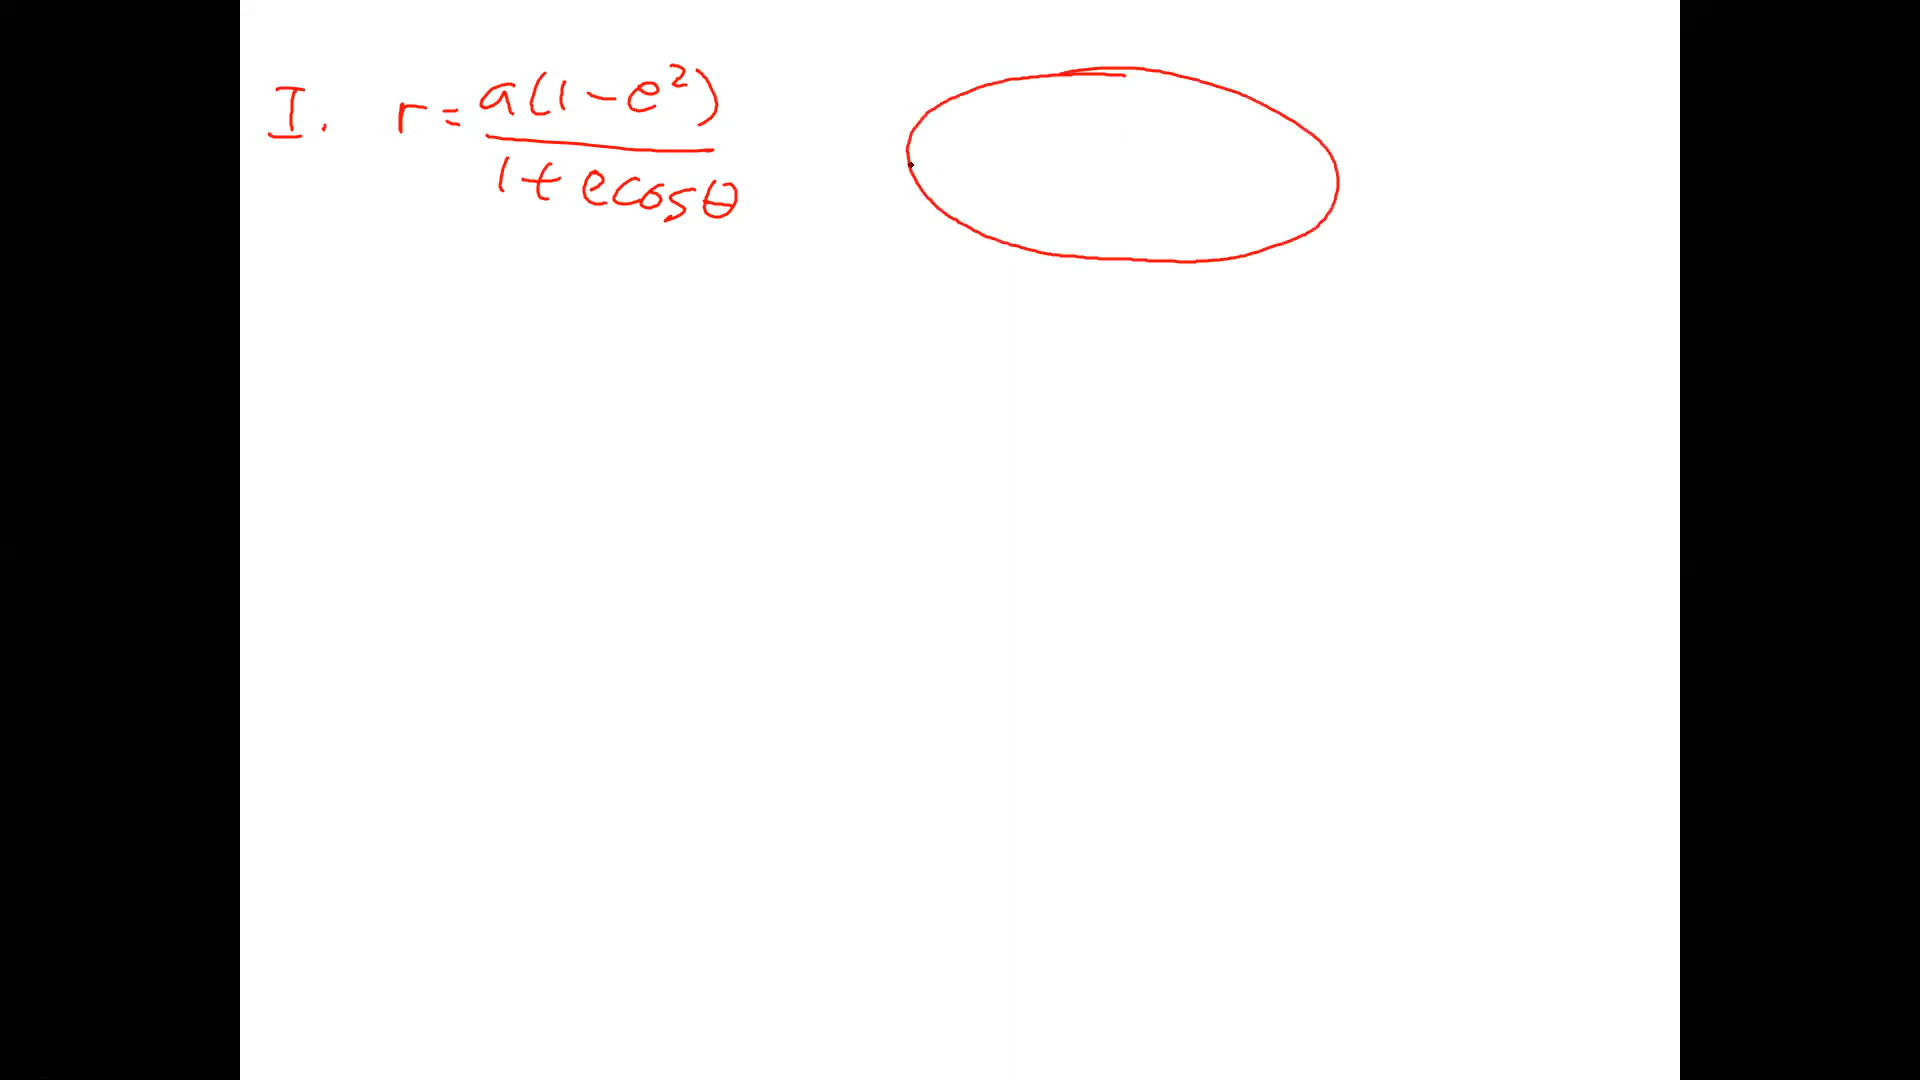 I. r = a(1-e²)
1+ecosθ